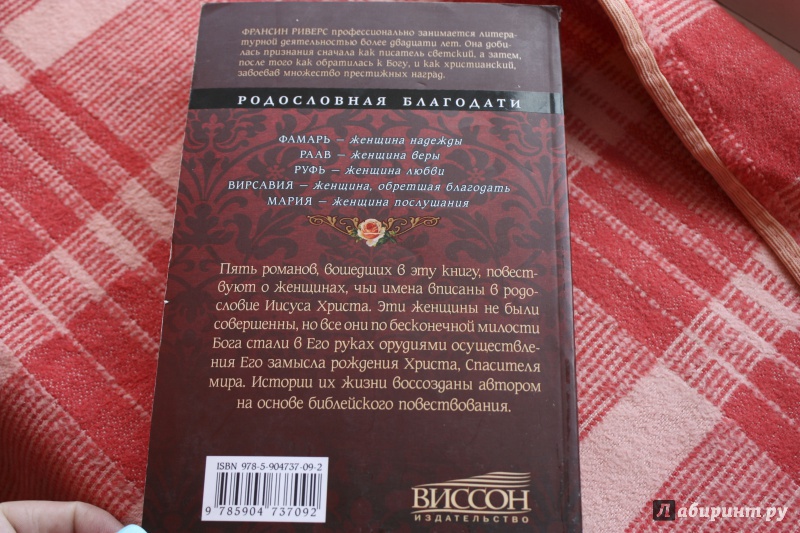 ФРАНСИН РИВЕРС профессионально занимается литера-
турной деятельностью более двадцати лет. Она доби-
лась признания сначала как писатель светский, а затем,
после того как обратилась к Богу, и как христианский,
завоевав множество престижных наград.
РОДОСЛОВНАЯ БЛАГОДАТИ
ФАМАРЬ – женщина надежды
РААВ – женщина веры
РУФЬ – женщина любви
ВИРСАВИЯ – женщина, обретшая благодать
МАРИЯ – женщина послушания
Пять романов, вошедших в эту книгу, повест-
вуют о женщинах, чьи имена вписаны в родо-
словие Иисуса Христа. Эти женщины не были
совершенны, но все они по бесконечной милости
Бога стали в Его руках орудиями осуществле-
ния Его замысла рождения Христа, Спасителя
мира. Истории их жизни воссозданы автором
на основе библейского повествования.
ISBN 978-5-904737-09-2
9 785904 737092
ВИССОН
ИЗДАТЕЛЬСТВО
Лабиринт.ру